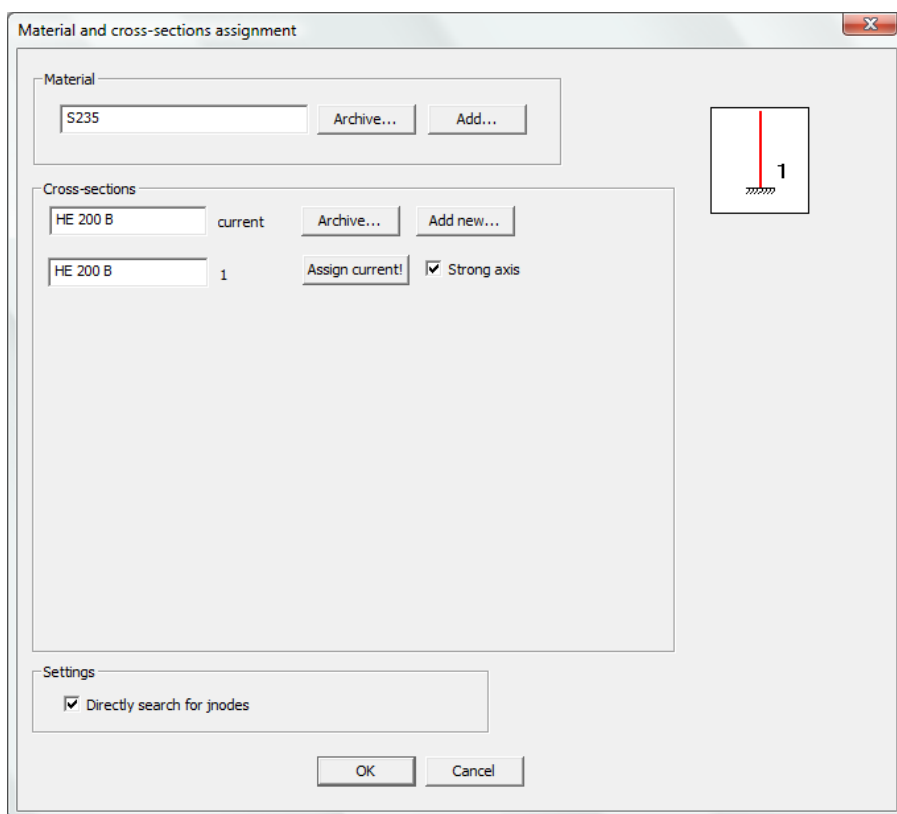 Material and cross-sections assignment
Material
S235 Archive... Add...
1
Cross-sections
HE 200 B current Archive... Add new...
HE 200 B 1 Assign current! Strong axis
Settings
Directly search for jnodes
OK Cancel